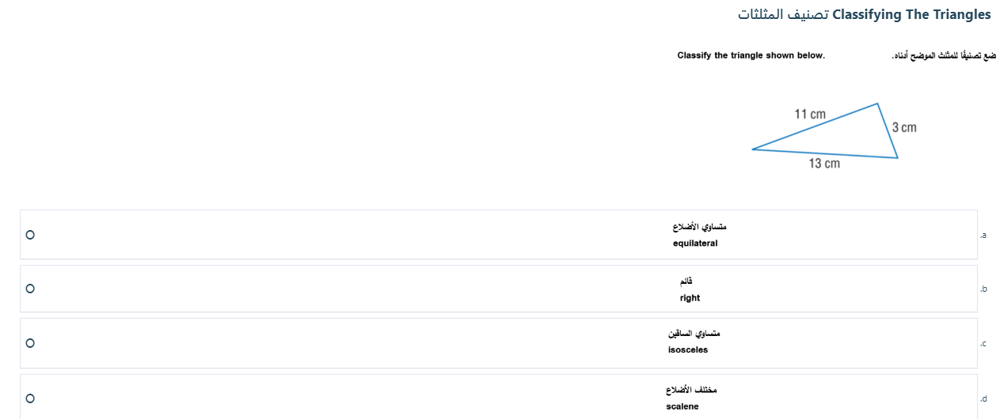 تصنيف المثلثات Classifying The Triangles
ضع تصنيفًا للمثلث الموضح أدناه.
Classify the triangle shown below.
11 cm
3 cm
13 cm
a.
متساوي الأضلاع
equilateral
b.
قائم
right
c.
متساوي الساقين
isosceles
d.
مختلف الأضلاع
scalene